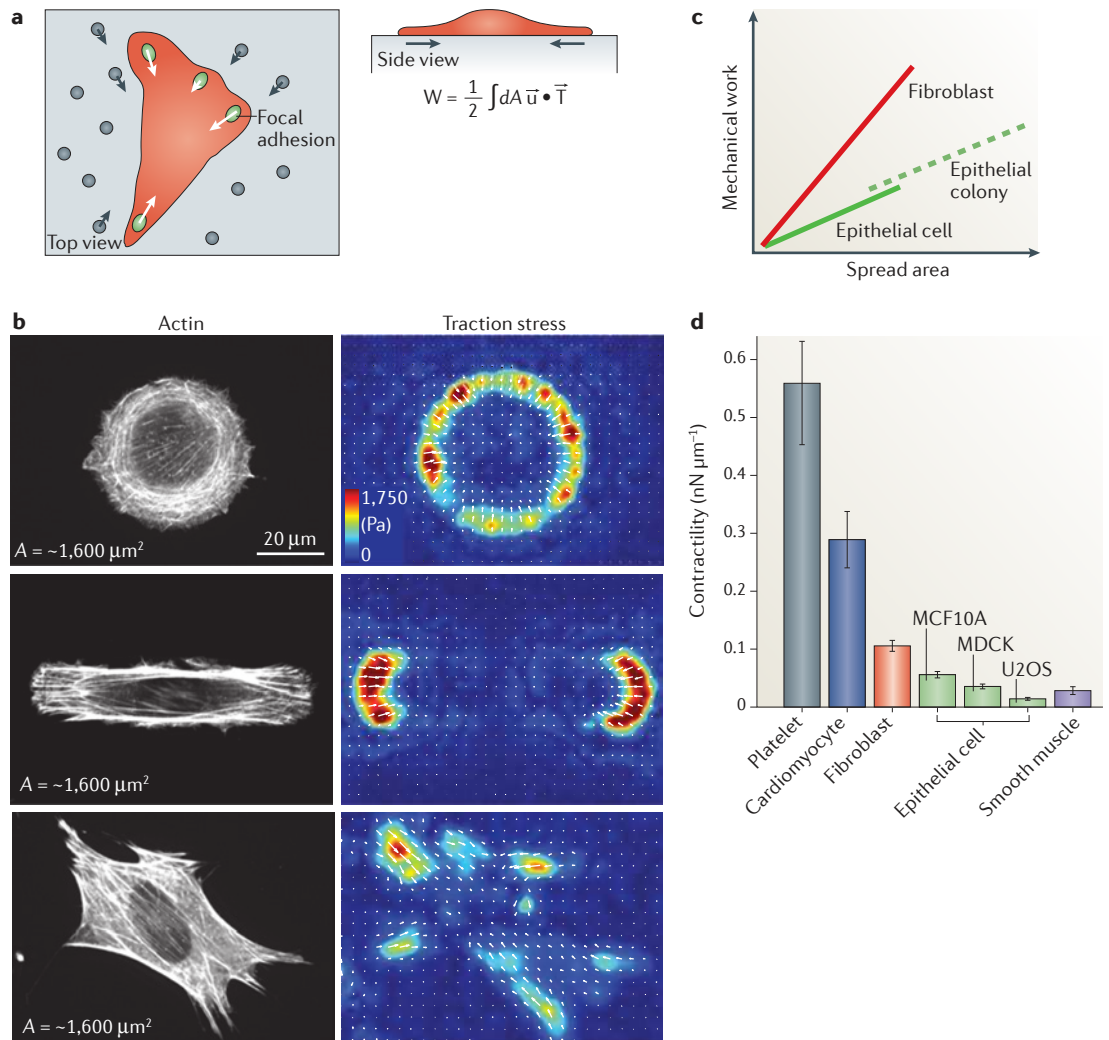 a
Side view
W = 1/2 ∫dA u⃗ • T⃗
Focal
adhesion
Top view
c
Mechanical work
Fibroblast
Epithelial
colony
Epithelial cell
Spread area
b
Actin
Traction stress
A = ~1,600 μm²
20 μm
1,750
(Pa)
0
A = ~1,600 μm²
A = ~1,600 μm²
d
Contractility (nN μm⁻¹)
0.6
0.5
0.4
0.3
0.2
0.1
0
MCF10A
MDCK
U2OS
Platelet
Cardiomyocyte
Fibroblast
Epithelial cell
Smooth muscle